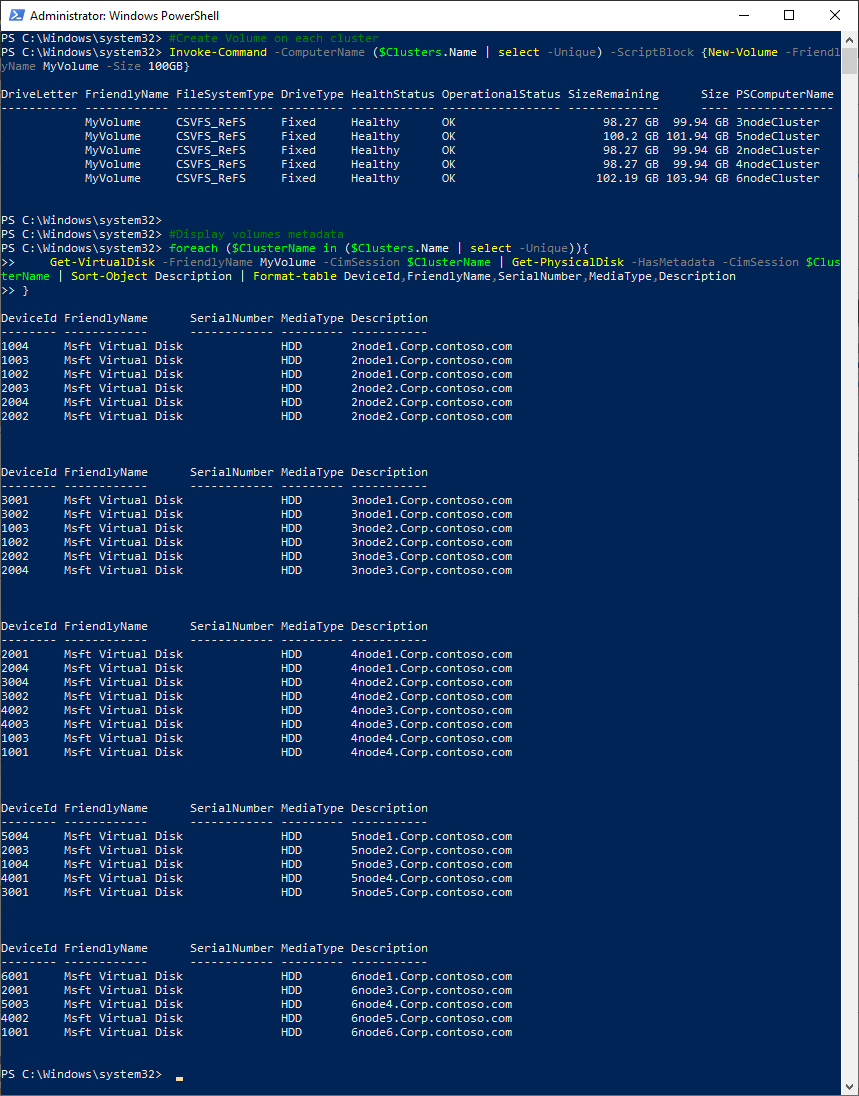 Administrator: Windows PowerShell
PS C:\Windows\system32> #Create Volume on each cluster
PS C:\Windows\system32> Invoke-Command -ComputerName ($Clusters.Name | select -Unique) -ScriptBlock {New-Volume -Friendl
yName MyVolume -Size 100GB}
DriveLetter FriendlyName FileSystemType DriveType HealthStatus OperationalStatus SizeRemaining      Size PSComputerName
----------- ------------ -------------- --------- ------------ ----------------- -------------      ---- --------------
            MyVolume     CSVFS_ReFS     Fixed     Healthy      OK                     98.27 GB  99.94 GB 3nodeCluster
            MyVolume     CSVFS_ReFS     Fixed     Healthy      OK                     100.2 GB 101.94 GB 5nodeCluster
            MyVolume     CSVFS_ReFS     Fixed     Healthy      OK                     98.27 GB  99.94 GB 2nodeCluster
            MyVolume     CSVFS_ReFS     Fixed     Healthy      OK                     98.27 GB  99.94 GB 4nodeCluster
            MyVolume     CSVFS_ReFS     Fixed     Healthy      OK                    102.19 GB 103.94 GB 6nodeCluster
PS C:\Windows\system32>
PS C:\Windows\system32> #Display volumes metadata
PS C:\Windows\system32> foreach ($ClusterName in ($Clusters.Name | select -Unique)){
>>     Get-VirtualDisk -FriendlyName MyVolume -CimSession $ClusterName | Get-PhysicalDisk -HasMetadata -CimSession $Clus
terName | Sort-Object Description | Format-table DeviceId,FriendlyName,SerialNumber,MediaType,Description
>> }
DeviceId FriendlyName      SerialNumber MediaType Description
-------- ------------      ------------ --------- -----------
1004     Msft Virtual Disk              HDD       2node1.Corp.contoso.com
1003     Msft Virtual Disk              HDD       2node1.Corp.contoso.com
1002     Msft Virtual Disk              HDD       2node1.Corp.contoso.com
2003     Msft Virtual Disk              HDD       2node2.Corp.contoso.com
2004     Msft Virtual Disk              HDD       2node2.Corp.contoso.com
2002     Msft Virtual Disk              HDD       2node2.Corp.contoso.com
DeviceId FriendlyName      SerialNumber MediaType Description
-------- ------------      ------------ --------- -----------
3001     Msft Virtual Disk              HDD       3node1.Corp.contoso.com
3002     Msft Virtual Disk              HDD       3node1.Corp.contoso.com
1003     Msft Virtual Disk              HDD       3node2.Corp.contoso.com
1002     Msft Virtual Disk              HDD       3node2.Corp.contoso.com
2002     Msft Virtual Disk              HDD       3node3.Corp.contoso.com
2004     Msft Virtual Disk              HDD       3node3.Corp.contoso.com
DeviceId FriendlyName      SerialNumber MediaType Description
-------- ------------      ------------ --------- -----------
2001     Msft Virtual Disk              HDD       4node1.Corp.contoso.com
2004     Msft Virtual Disk              HDD       4node1.Corp.contoso.com
3004     Msft Virtual Disk              HDD       4node2.Corp.contoso.com
3002     Msft Virtual Disk              HDD       4node2.Corp.contoso.com
4002     Msft Virtual Disk              HDD       4node3.Corp.contoso.com
4003     Msft Virtual Disk              HDD       4node3.Corp.contoso.com
1003     Msft Virtual Disk              HDD       4node4.Corp.contoso.com
1001     Msft Virtual Disk              HDD       4node4.Corp.contoso.com
DeviceId FriendlyName      SerialNumber MediaType Description
-------- ------------      ------------ --------- -----------
5004     Msft Virtual Disk              HDD       5node1.Corp.contoso.com
2003     Msft Virtual Disk              HDD       5node2.Corp.contoso.com
1004     Msft Virtual Disk              HDD       5node3.Corp.contoso.com
4001     Msft Virtual Disk              HDD       5node4.Corp.contoso.com
3001     Msft Virtual Disk              HDD       5node5.Corp.contoso.com
DeviceId FriendlyName      SerialNumber MediaType Description
-------- ------------      ------------ --------- -----------
6001     Msft Virtual Disk              HDD       6node1.Corp.contoso.com
2001     Msft Virtual Disk              HDD       6node3.Corp.contoso.com
5003     Msft Virtual Disk              HDD       6node4.Corp.contoso.com
4002     Msft Virtual Disk              HDD       6node5.Corp.contoso.com
1001     Msft Virtual Disk              HDD       6node6.Corp.contoso.com
PS C:\Windows\system32>